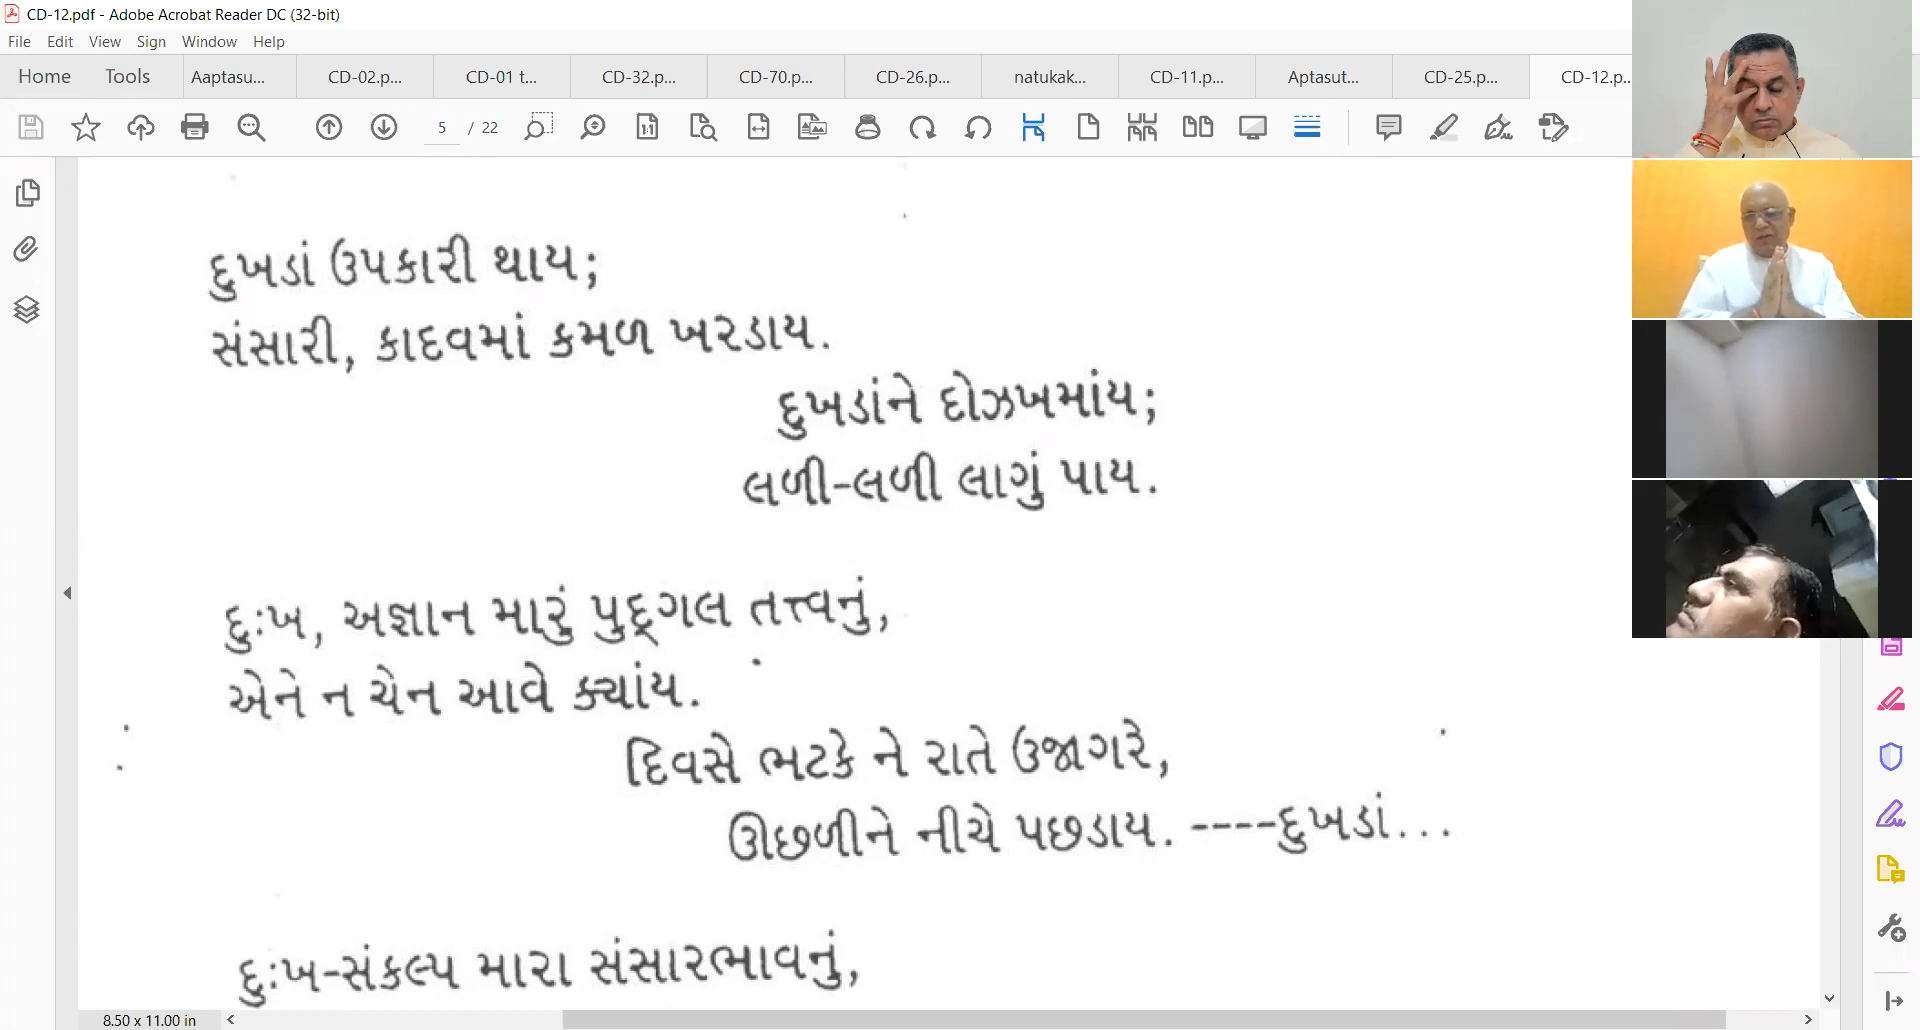 CD-12.pdf - Adobe Acrobat Reader DC (32-bit)
File Edit View Sign Window Help
Home Tools Aaptasu... CD-02.p... CD-01 t... CD-32.p... CD-70.p... CD-26.p... natukak... CD-11.p... Aptasut... CD-25.p... CD-12.p..
5 / 22
દુખડાં ઉપકારી થાય;
સંસારી, કાદવમાં કમળ ખરડાય.
દુખડાંને દોઝખમાંય;
લળી-લળી લાગું પાય.
દુઃખ, અજ્ઞાન મારું પુદ્ગલ તત્ત્વનું,
એને ન ચેન આવે ક્યાંય.
દિવસે ભટકે ને રાતે ઉજાગરે,
ઊછળીને નીચે પછડાય. ----દુખડાં...
દુઃખ-સંકલ્પ મારા સંસારભાવનું,
8.50 x 11.00 in